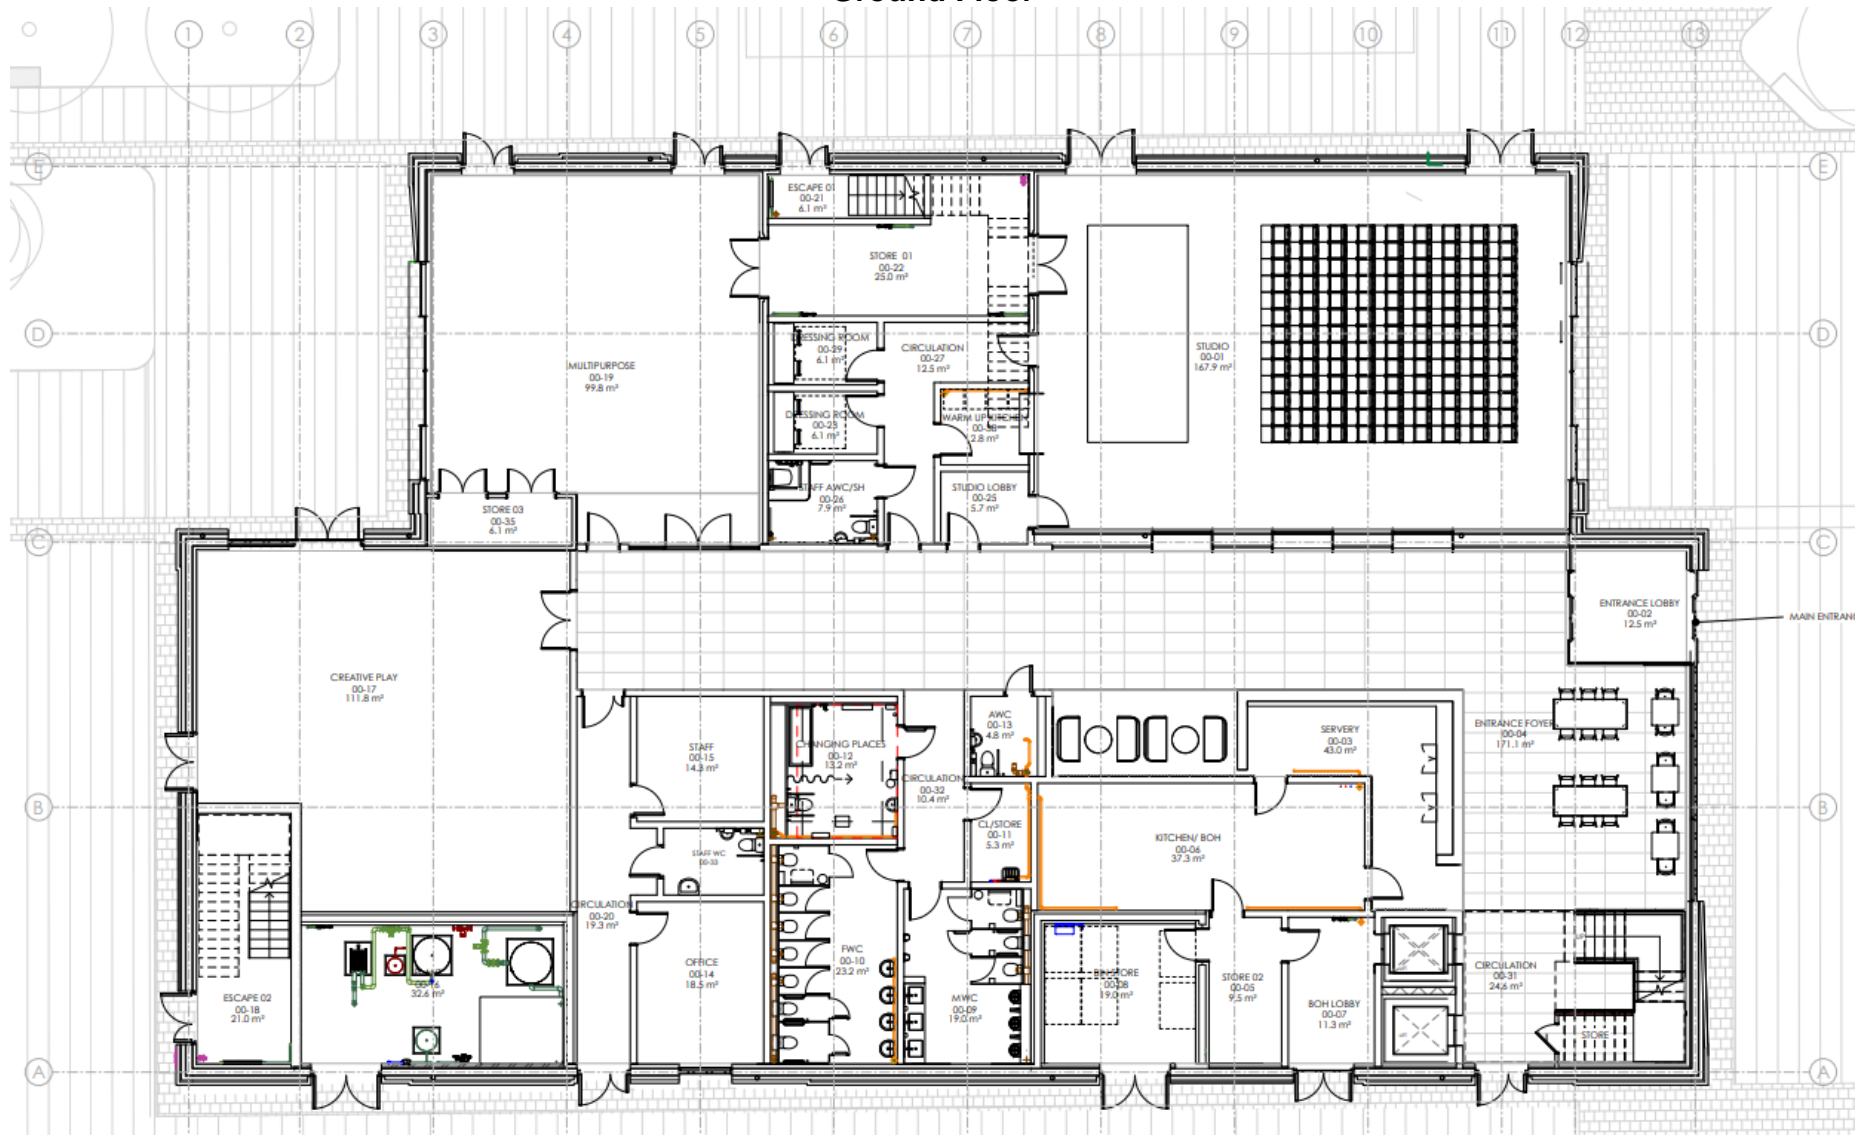 Ground Floor
1 2 3 4 5 6 7 8 9 10 11 12 13
E E
ESCAPE 01
00-21
6.1 m²
STORE 01
00-22
25.0 m²
D D
DRESSING ROOM
00-29
6.1 m²
CIRCULATION
00-27
12.5 m²
STUDIO
00-01
167.9 m²
MULTIPURPOSE
00-19
99.8 m²
DRESSING ROOM
00-23
6.1 m²
WARM UP KITCHEN
2.8 m²
STAFF AWC/SH
00-26
7.9 m²
STUDIO LOBBY
00-25
5.7 m²
STORE 03
00-35
6.1 m²
C C
ENTRANCE LOBBY
00-02
12.5 m²
MAIN ENTRANC
CREATIVE PLAY
00-17
111.8 m²
AWC
00-13
4.8 m²
SERVERY
00-03
43.0 m²
ENTRANCE FOYER
00-04
171.1 m²
STAFF
00-15
14.3 m²
CHANGING PLACES
00-12
13.2 m²
CIRCULATION
00-32
10.4 m²
B B
CL/STORE
00-11
5.3 m²
KITCHEN/ BOH
00-06
37.3 m²
STAFF WC
00-33
CIRCULATION
00-20
19.3 m²
FWC
00-10
23.2 m²
OFFICE
00-14
18.5 m²
32.6 m²
ESCAPE 02
00-18
21.0 m²
MWC
00-09
19.0 m²
BIN STORE
00-08
19.0 m²
STORE 02
00-05
9.5 m²
BOH LOBBY
00-07
11.3 m²
CIRCULATION
00-31
24.6 m²
UP
STORE
A A